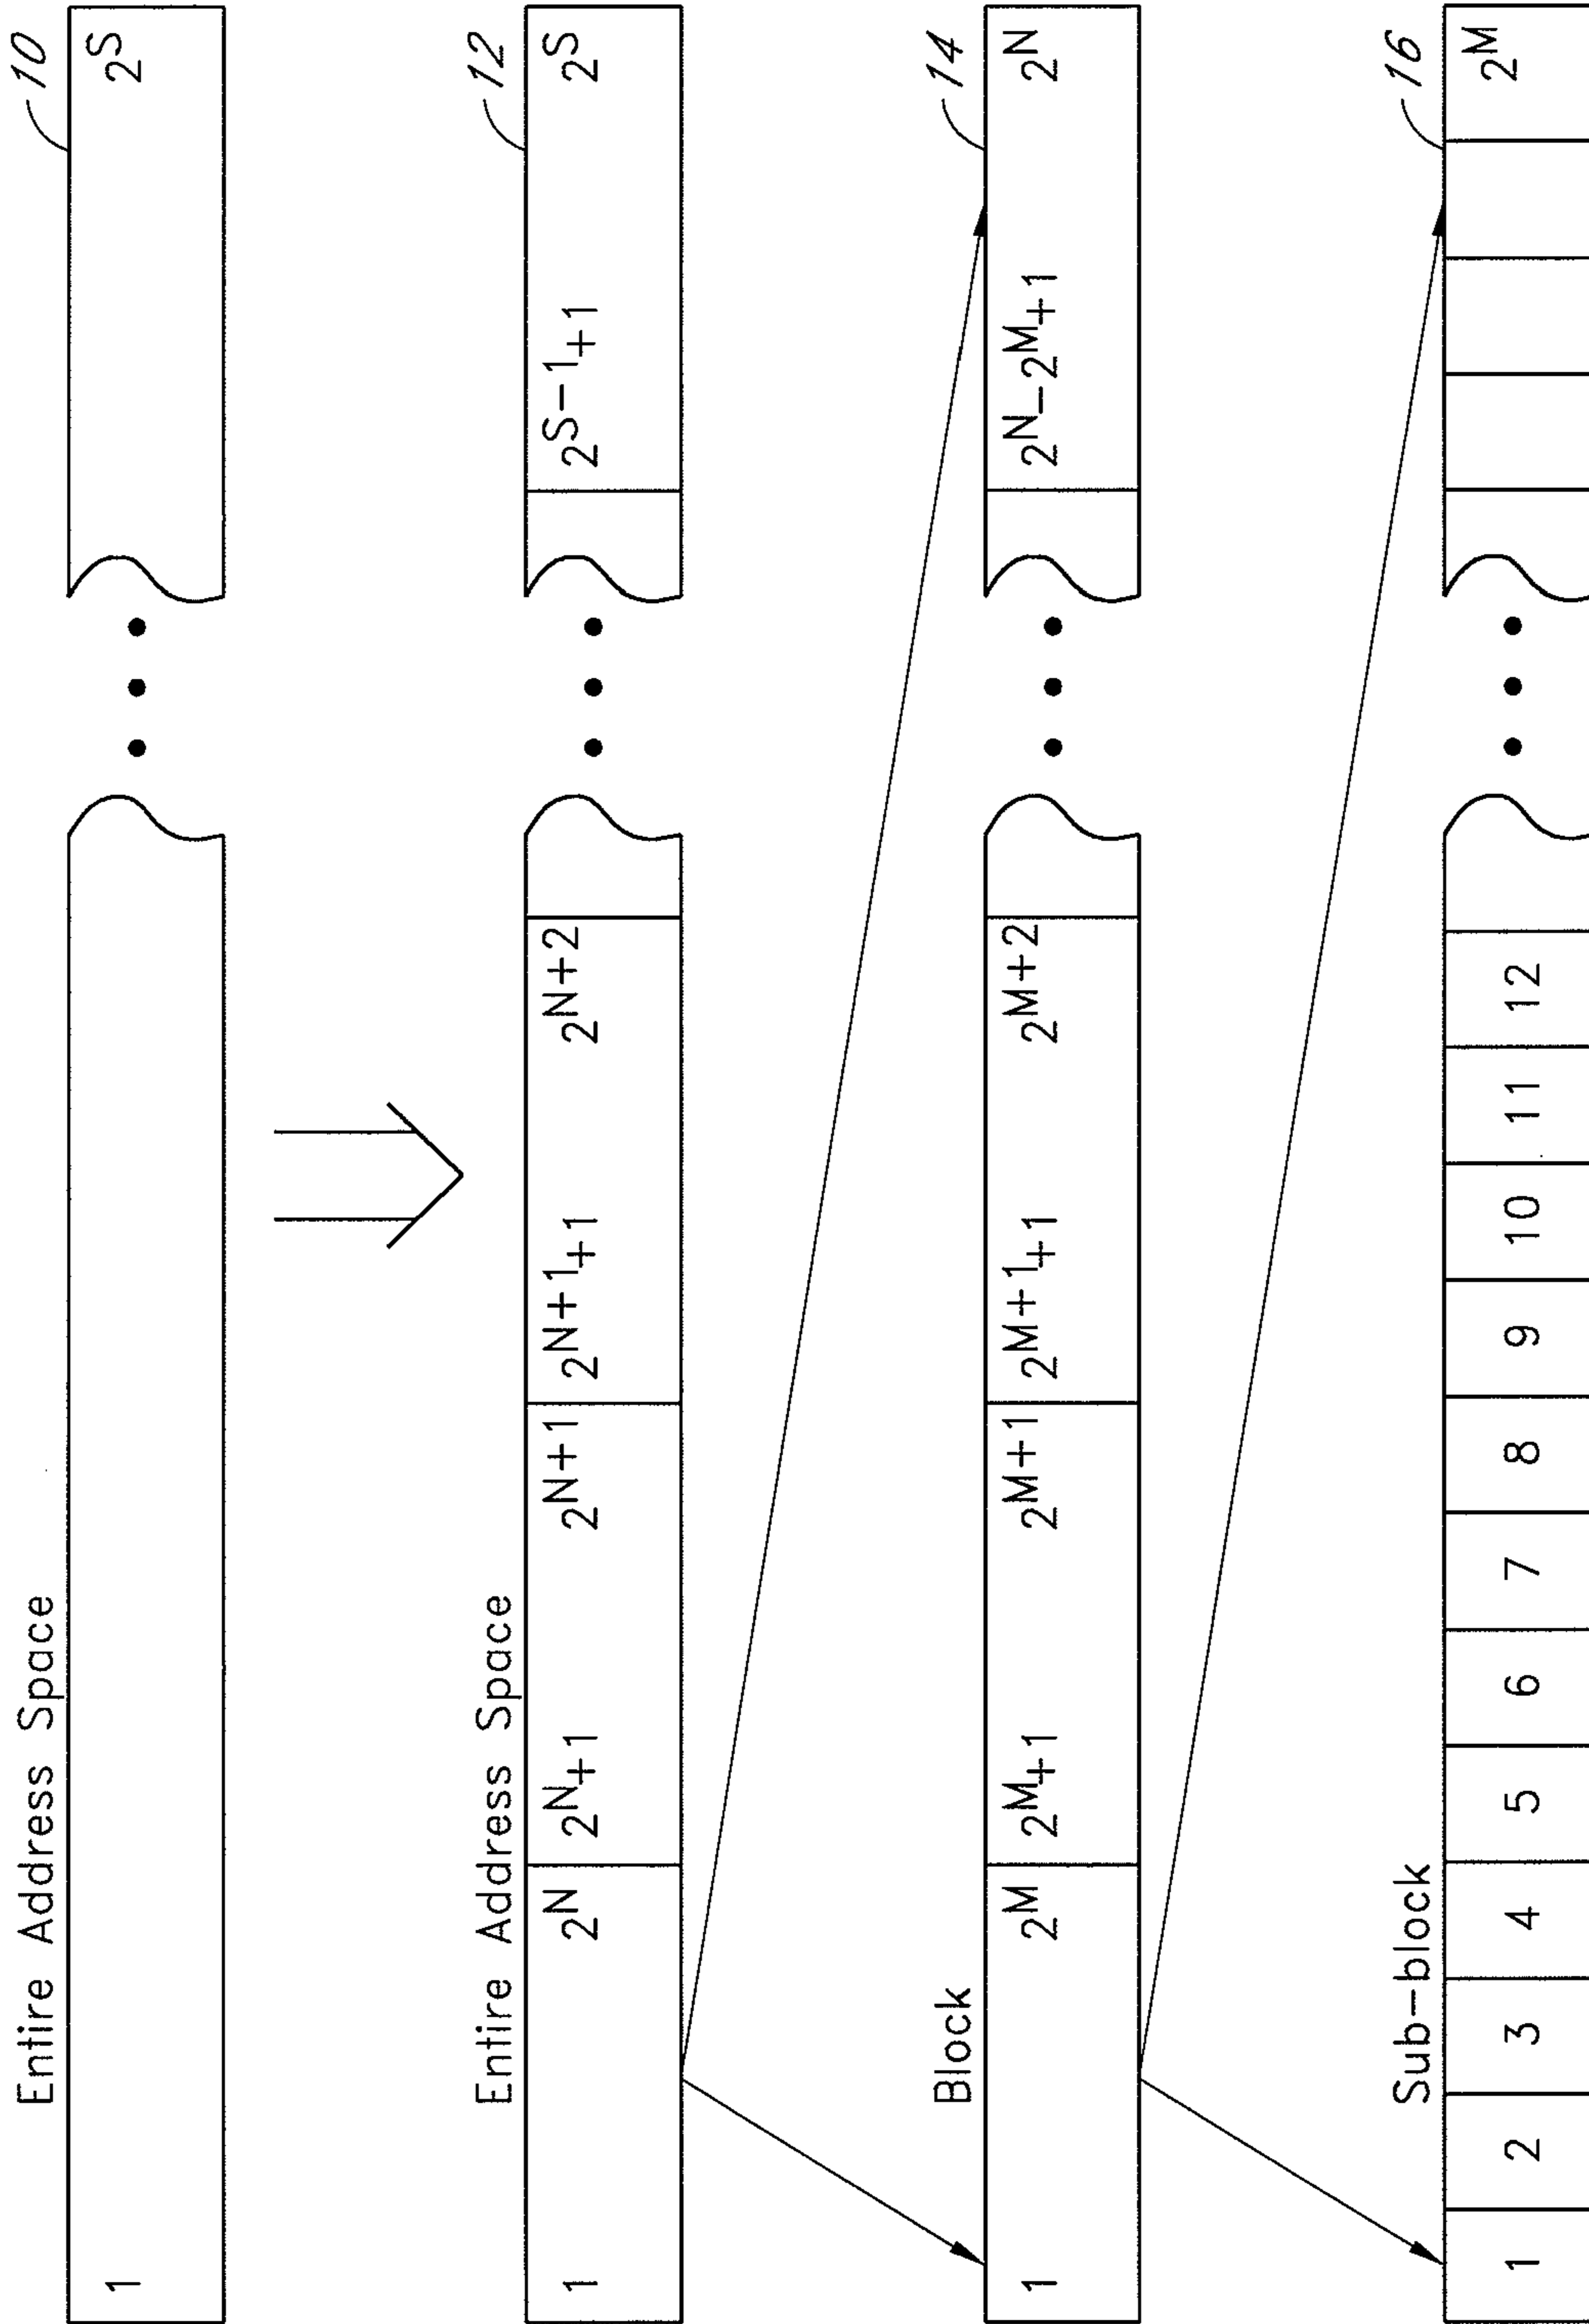 Entire Address Space
10
1 2^S
Entire Address Space
12
1 2^N 2^N+1 2^(N+1) 2^(N+1)+1 2^(N+2) 2^(S-1)+1 2^S
Block
14
1 2^M 2^M+1 2^(M+1) 2^(M+1)+1 2^(M+2) 2^N-2^M+1 2^N
Sub-block
16
1 2 3 4 5 6 7 8 9 10 11 12 2^M